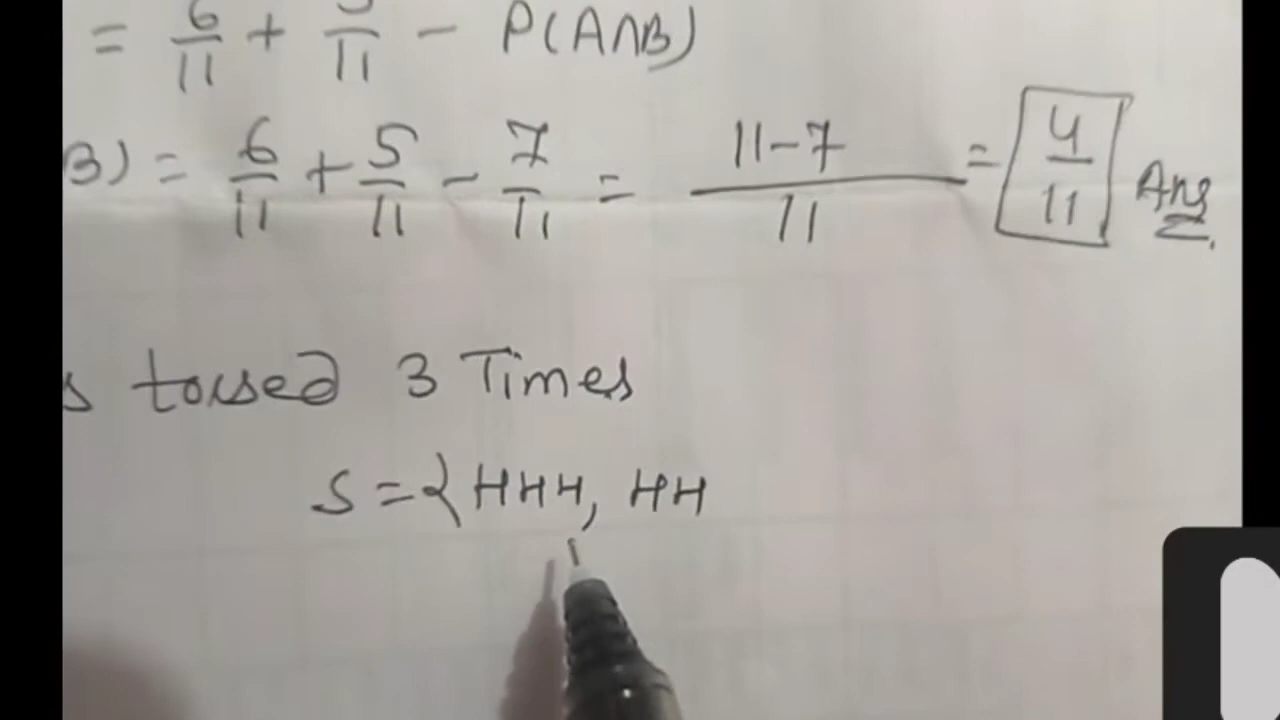 = 6/11 + 5/11 - P(A∩B)
B) = 6/11 + 5/11 - 7/11 = 11-7/11 = 4/11 Ans.
s tossed 3 Times
S = { HHH, HH